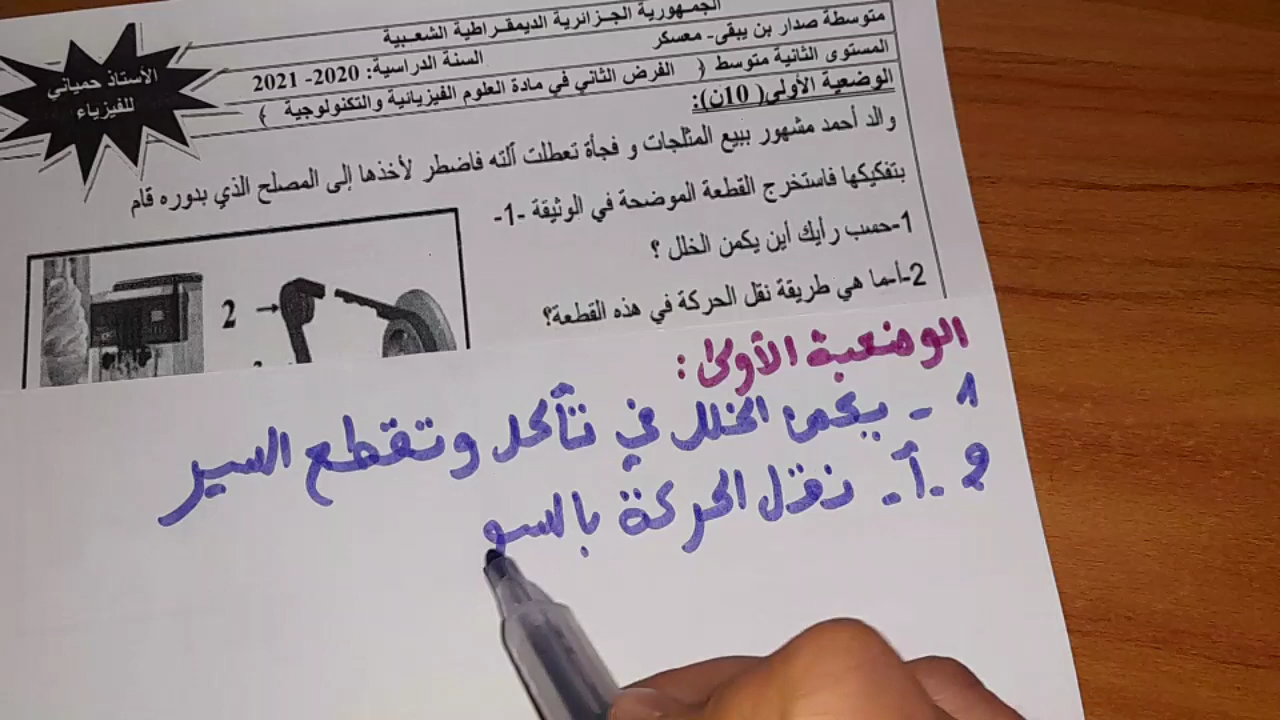 الجمهورية الجزائرية الديمقراطية الشعبية
متوسطة صدار بن يبقى- معسكر
السنة الدراسية: 2020- 2021
المستوى الثانية متوسط ( الفرض الثاني في مادة العلوم الفيزيائية والتكنولوجية )
الأستاذ حمياني
للفيزياء
الوضعية الأولى( 10ن):
والد أحمد مشهور ببيع المثلجات و فجأة تعطلت آلته فاضطر لأخذها إلى المصلح الذي بدوره قام
بتفكيكها فاستخرج القطعة الموضحة في الوثيقة -1-
1-حسب رأيك أين يكمن الخلل ؟
2-أ-ما هي طريقة نقل الحركة في هذه القطعة؟
2
الوضعية الأولى :
1 - يكمن الخلل في تآكل وتقطع السير
2 - أ - نقل الحركة بالسو